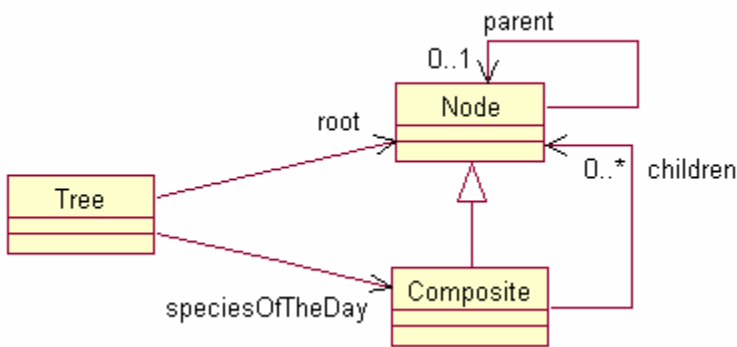 parent
0..1
Node
root
0..* children
Tree
Composite
speciesOfTheDay